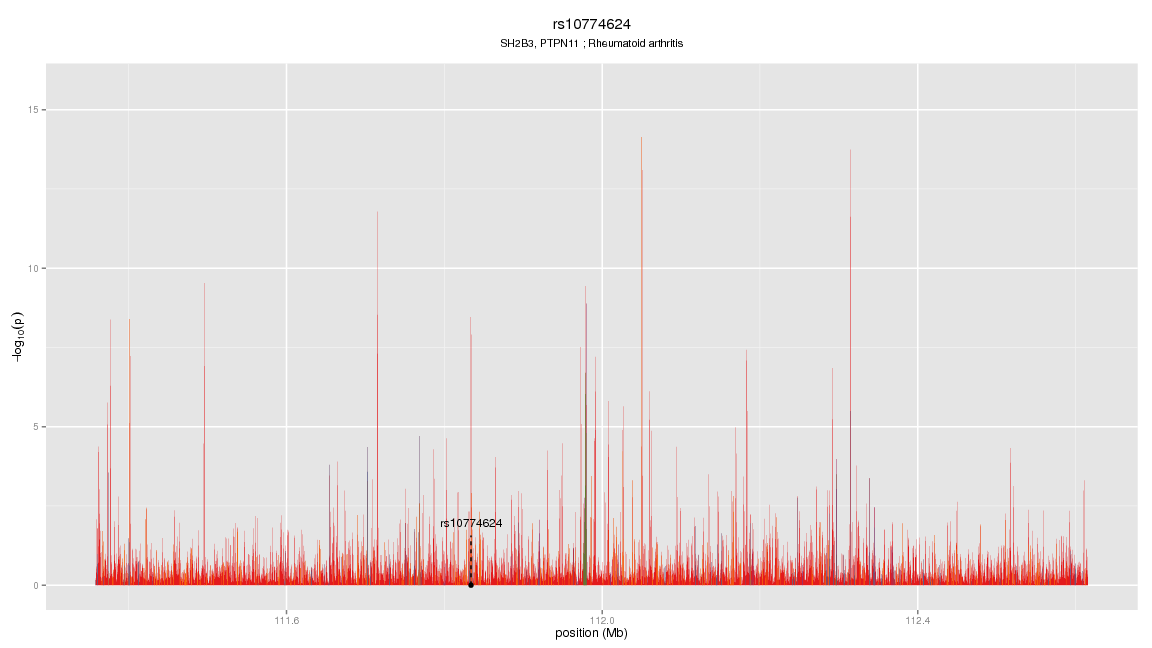 rs10774624
SH2B3, PTPN11 ; Rheumatoid arthritis
15
10
5
0
−log10(p)
rs10774624
111.6 112.0 112.4
position (Mb)